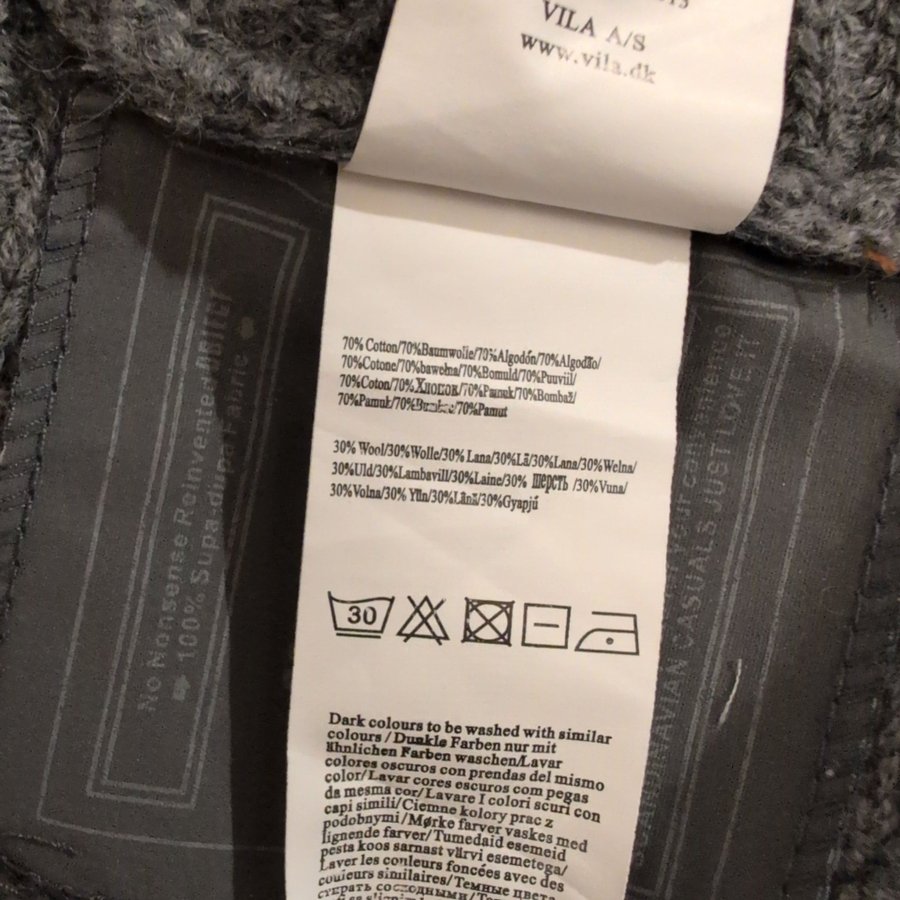 VILA A/S
www.vila.dk
70% Cotton/70%Baumwolle/70%Algodón/70%Algodão/
70%Cotone/70%bawełna/70%Bomuld/70%Puuvill/
70%Coton/70% Хлопок/70%Pamuk/70%Bombaž/
70%Pamuk/70%Bumbac/70%Pamut
30% Wool/30%Wolle/30% Lana/30%Lã/30%Lana/30%Wełna/
30%Uld/30%Lambavill/30%Laine/30% шерсть /30%Vuna/
30%Volna/30% Yün/30%Lână/30%Gyapjú
30
Dark colours to be washed with similar
colours / Dunkle Farben nur mit
ähnlichen Farben waschen/Lavar
colores oscuros con prendas del mismo
color/Lavar cores escuros com pegas
da mesma cor/Lavare I colori scuri con
capi simili/Ciemne kolory prac z
podobnymi/Mørke farver vaskes med
lignende farver/Tumedaid esemeid
pesta koos sarnast värvi esemetega/
Laver les couleurs foncées avec des
couleurs similaires/Темные цвета
стирать со сходными/
No Nonsense Reinvented
100% Supa-dupa Fabric
SCANDINAVIAN CASUALS JUST LOVE IT